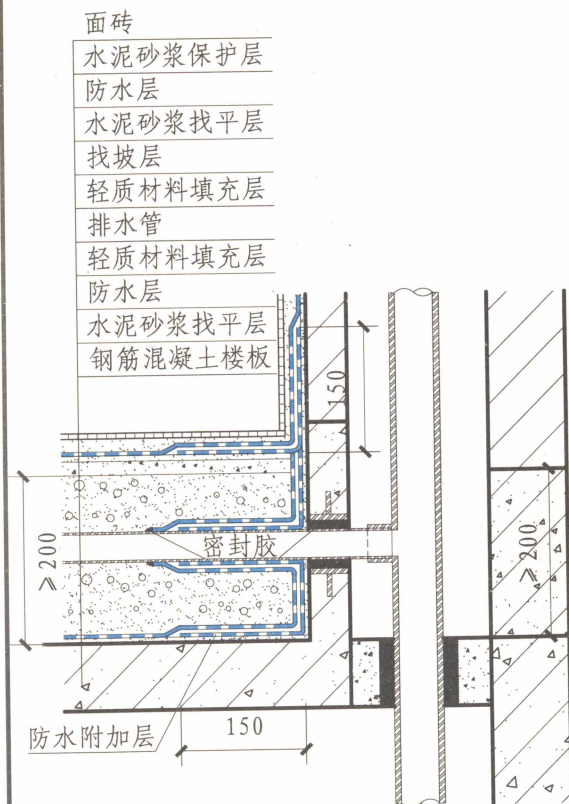 面砖
水泥砂浆保护层
防水层
水泥砂浆找平层
找坡层
轻质材料填充层
排水管
轻质材料填充层
防水层
水泥砂浆找平层
钢筋混凝土楼板
150
密封胶
≥200
≥200
防水附加层
150